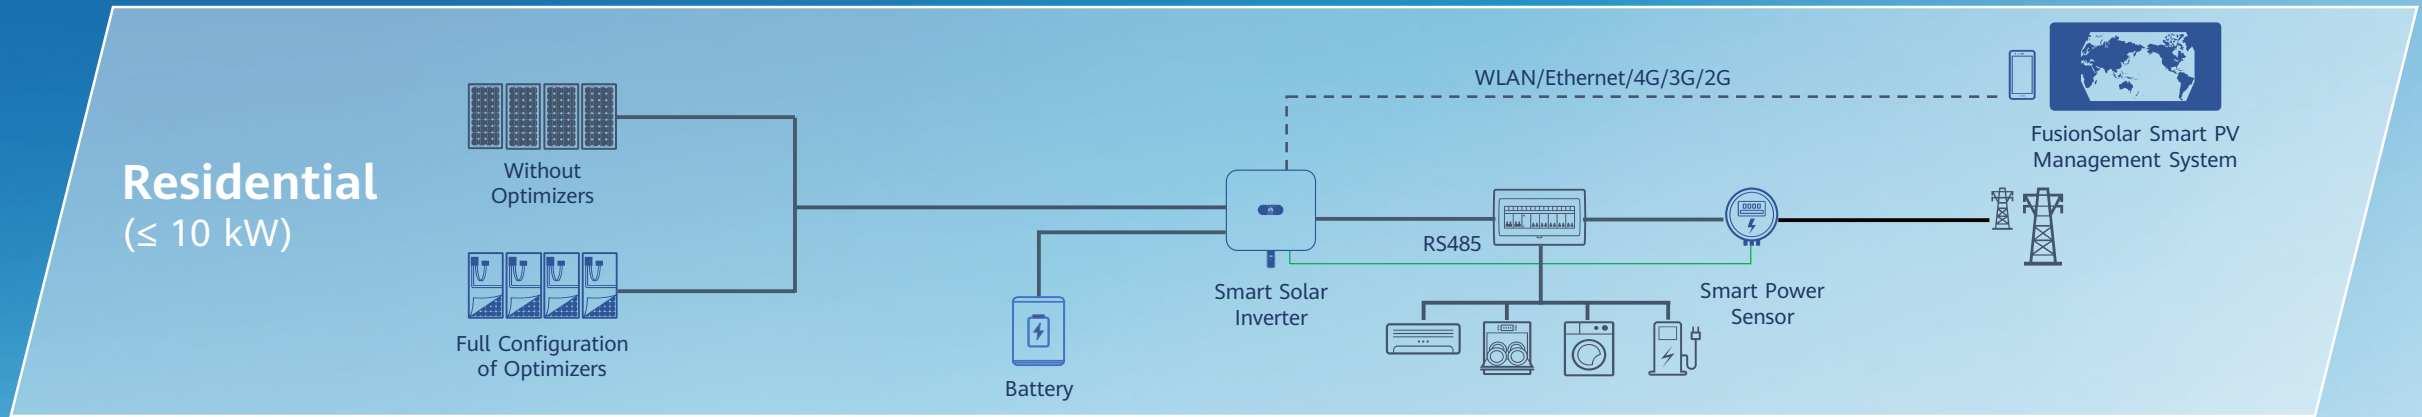 Residential
(≤ 10 kW)
Without
Optimizers
Full Configuration
of Optimizers
Battery
Smart Solar
Inverter
RS485
WLAN/Ethernet/4G/3G/2G
Smart Power
Sensor
FusionSolar Smart PV
Management System